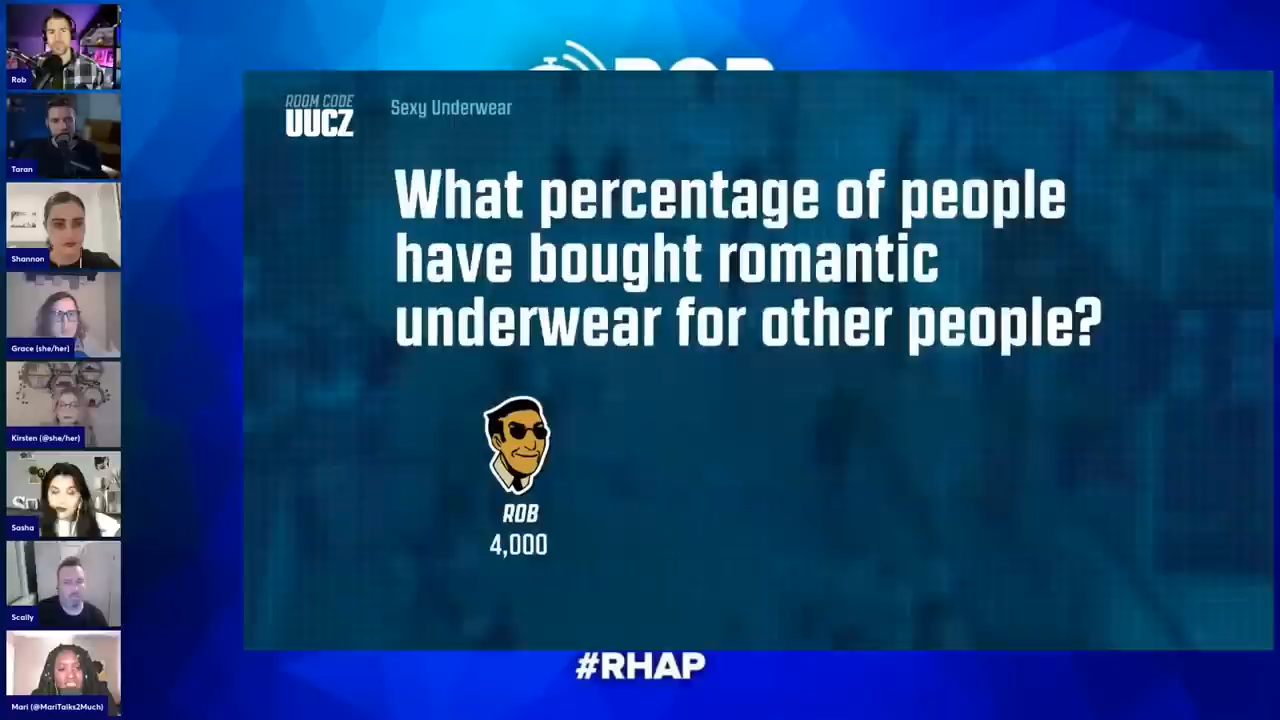 Rob
Taran
Shannon
Grace (she/her)
Kirsten (@she/her)
Sasha
Scally
Mari (@MariTalks2Much)
ROOM CODE
UUCZ
Sexy Underwear
What percentage of people
have bought romantic
underwear for other people?
ROB
4,000
#RHAP